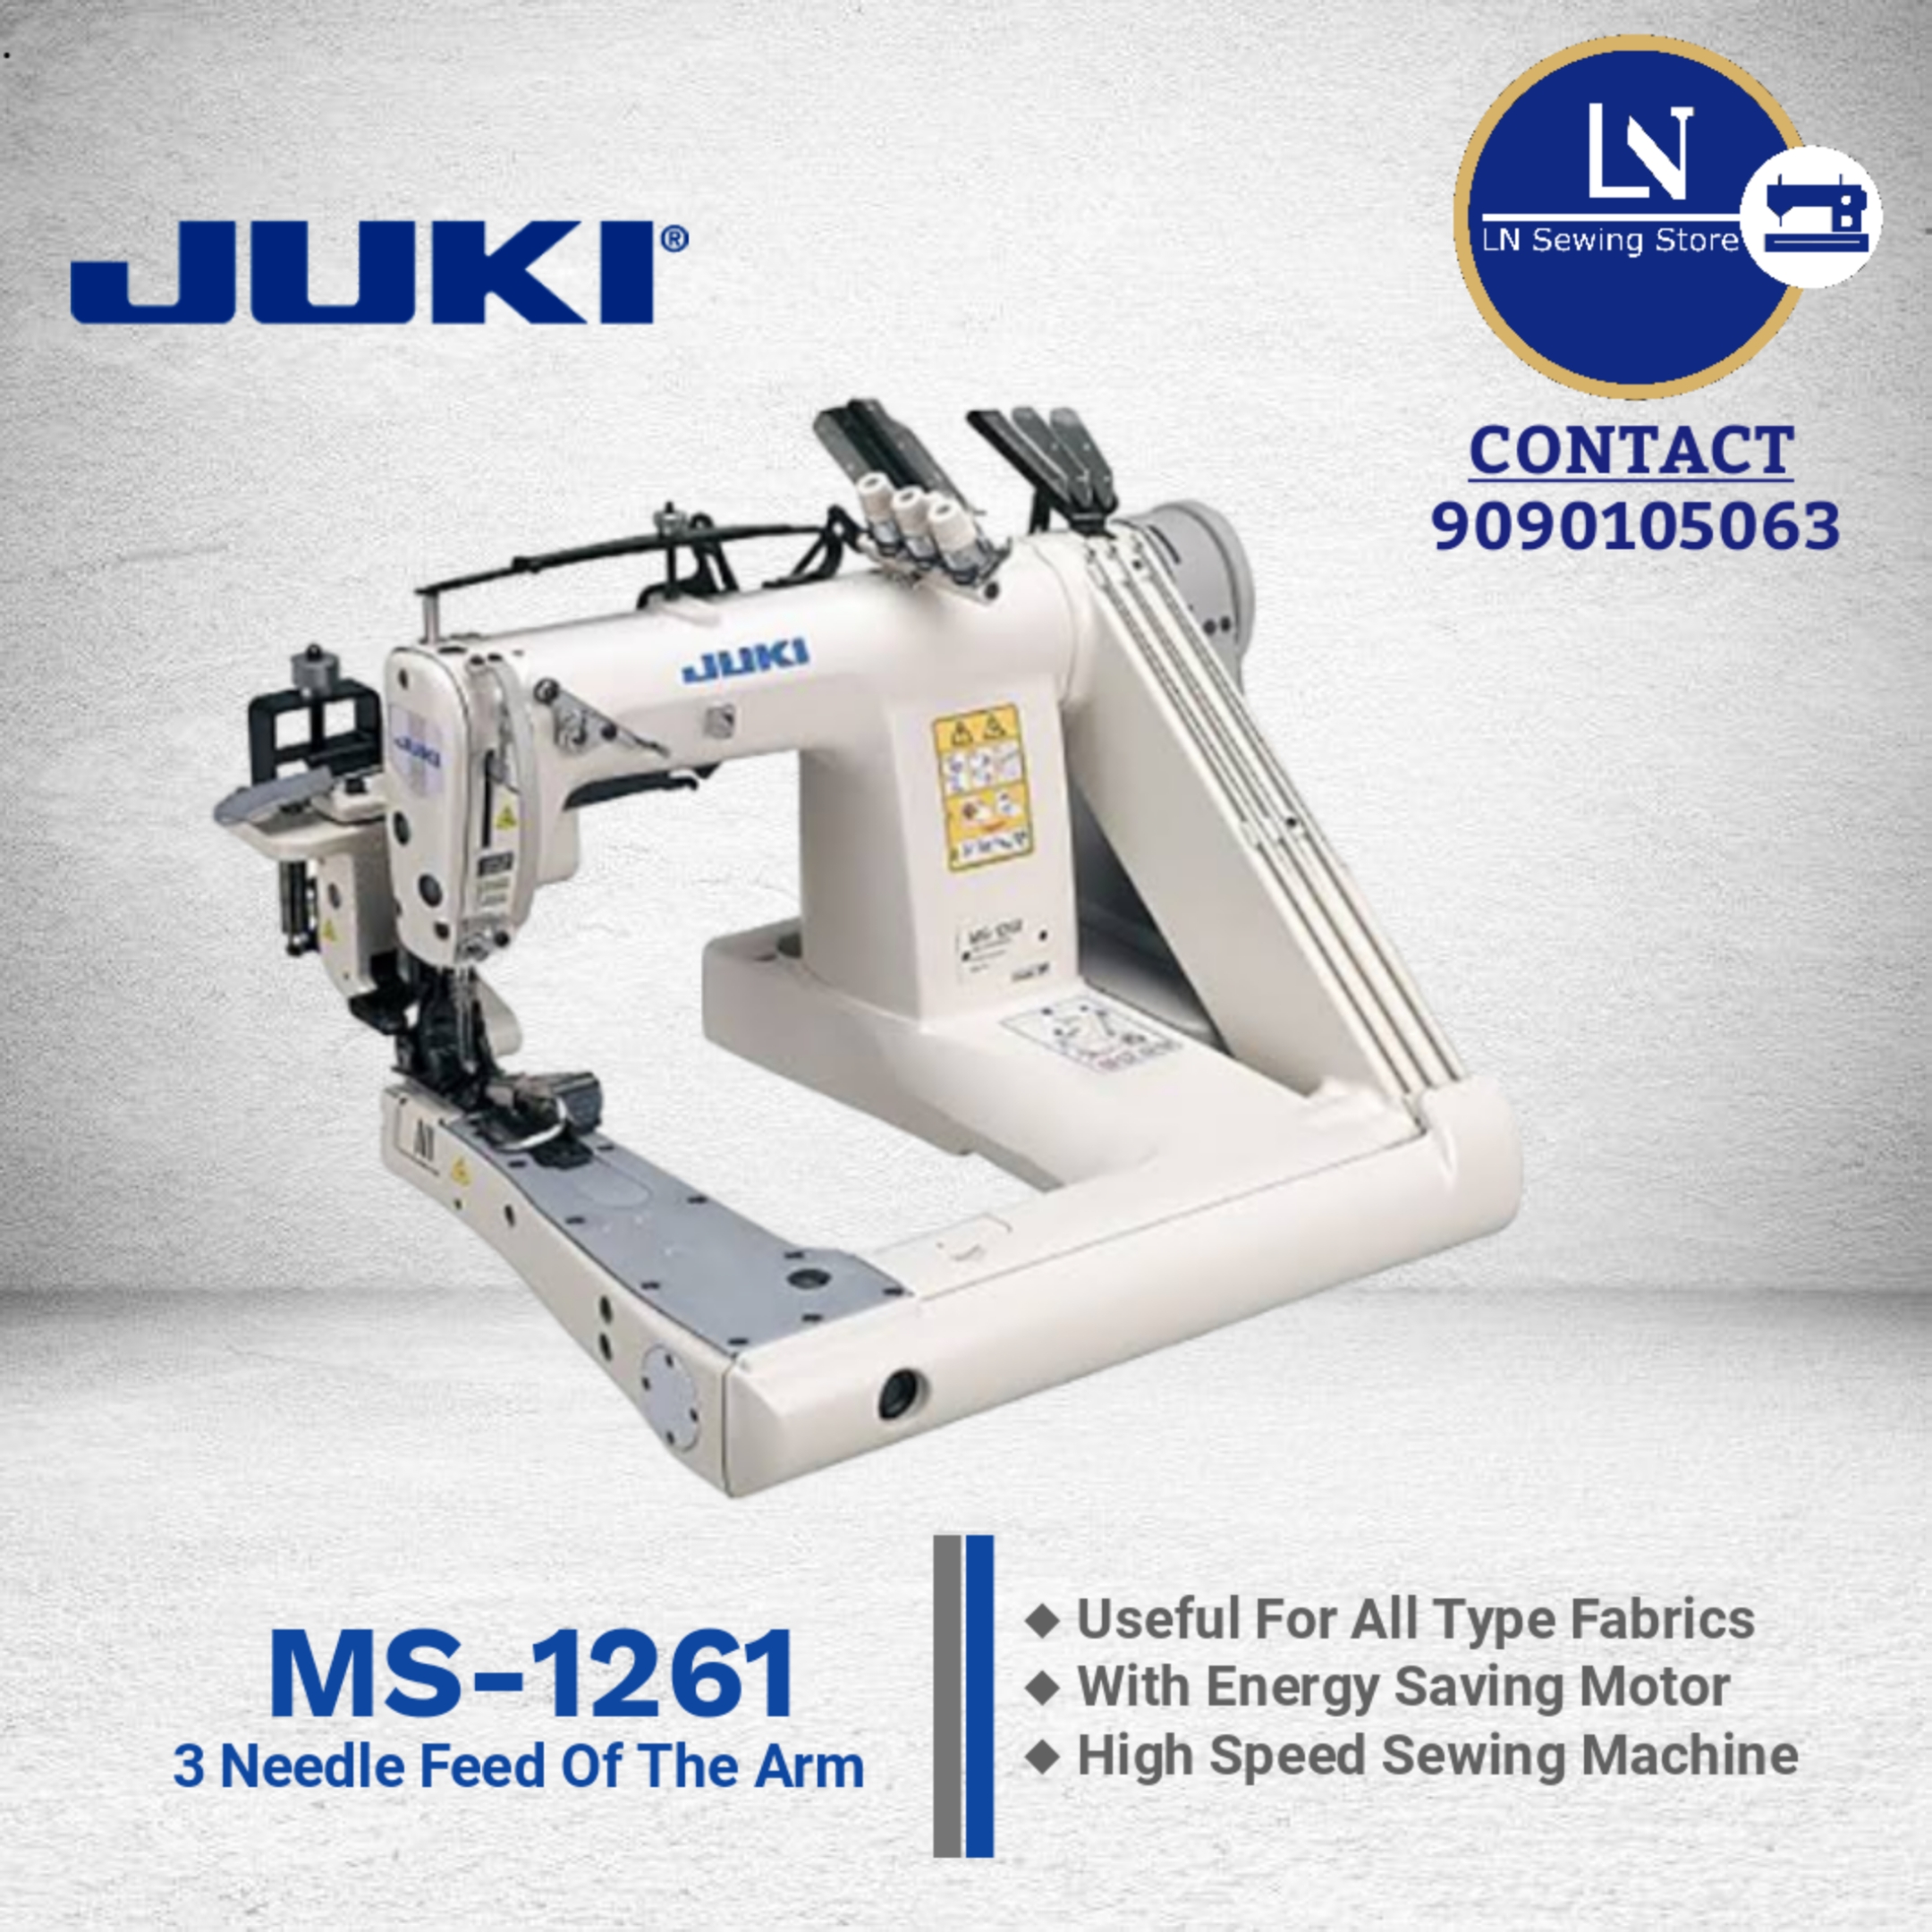 JUKI®
LN
LN Sewing Store
CONTACT
9090105063
JUKI
JUKI
MS-1261
3 Needle Feed Of The Arm
◆ Useful For All Type Fabrics
◆ With Energy Saving Motor
◆ High Speed Sewing Machine